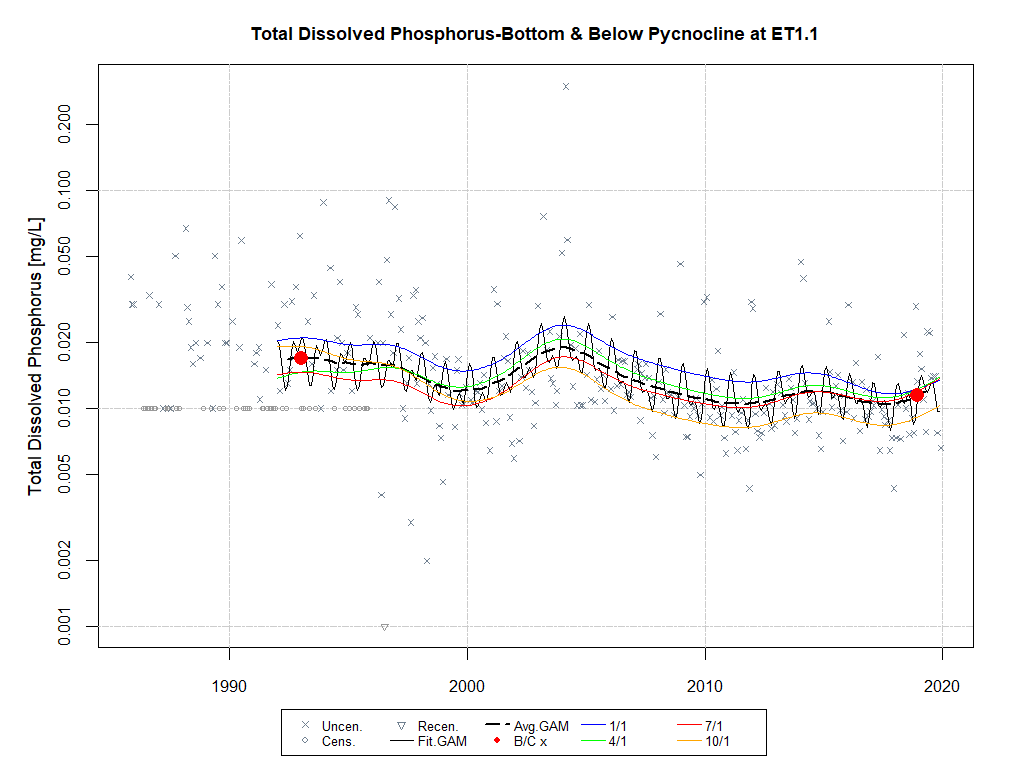 Total Dissolved Phosphorus-Bottom & Below Pycnocline at ET1.1
Total Dissolved Phosphorus [mg/L]
0.200
0.100
0.050
0.020
0.010
0.005
0.002
0.001
1990 2000 2010 2020
Uncen. Recen. Avg.GAM 1/1 7/1
Cens. Fit.GAM B/C x 4/1 10/1